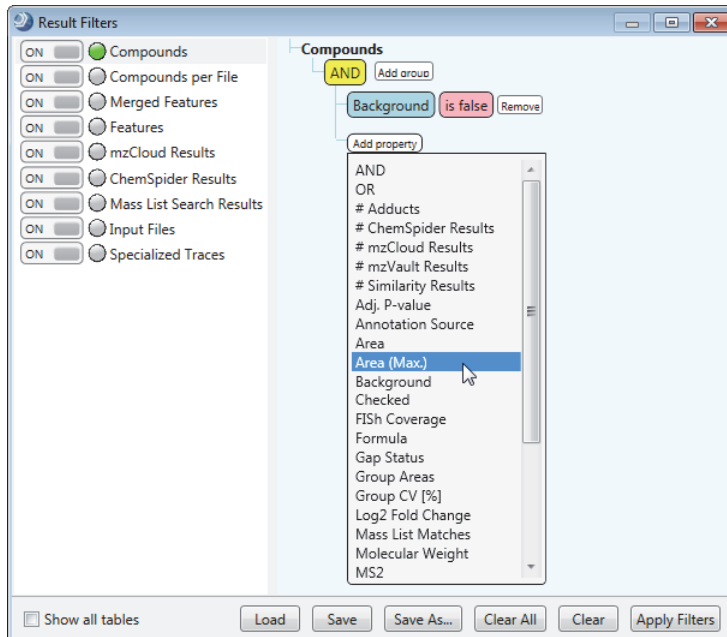 Result Filters
ON Compounds
ON Compounds per File
ON Merged Features
ON Features
ON mzCloud Results
ON ChemSpider Results
ON Mass List Search Results
ON Input Files
ON Specialized Traces
Compounds
AND Add group
Background is false Remove
Add property
AND
OR
# Adducts
# ChemSpider Results
# mzCloud Results
# mzVault Results
# Similarity Results
Adj. P-value
Annotation Source
Area
Area (Max.)
Background
Checked
FISh Coverage
Formula
Gap Status
Group Areas
Group CV [%]
Log2 Fold Change
Mass List Matches
Molecular Weight
MS2
Show all tables Load Save Save As... Clear All Clear Apply Filters